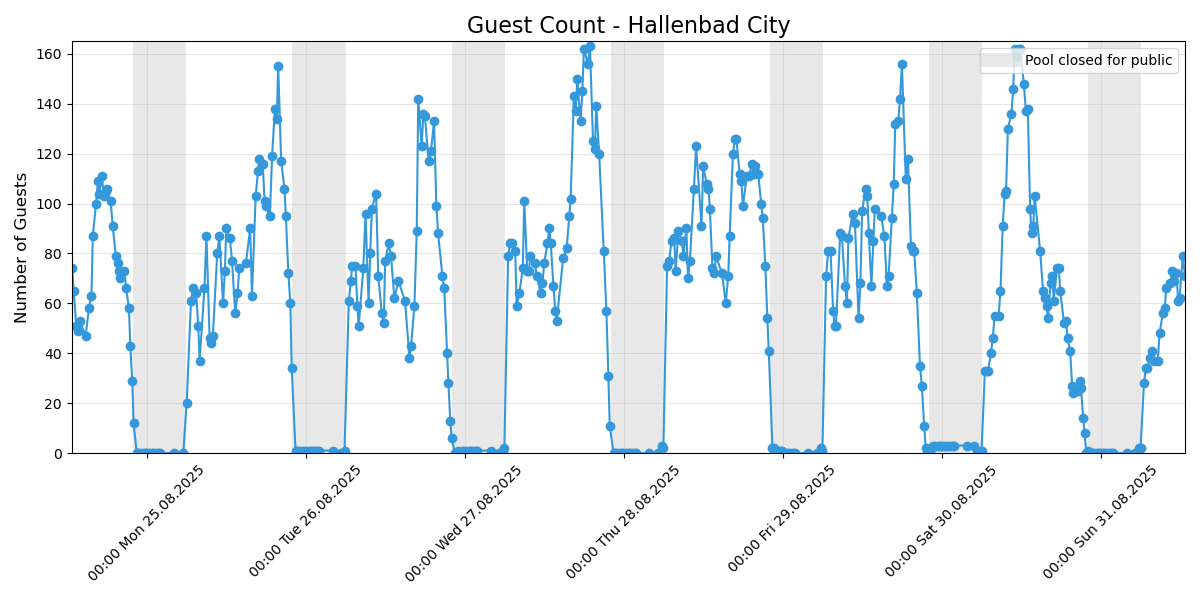 Guest Count - Hallenbad City
Pool closed for public
Number of Guests
160
140
120
100
80
60
40
20
0
00:00 Mon 25.08.2025
00:00 Tue 26.08.2025
00:00 Wed 27.08.2025
00:00 Thu 28.08.2025
00:00 Fri 29.08.2025
00:00 Sat 30.08.2025
00:00 Sun 31.08.2025